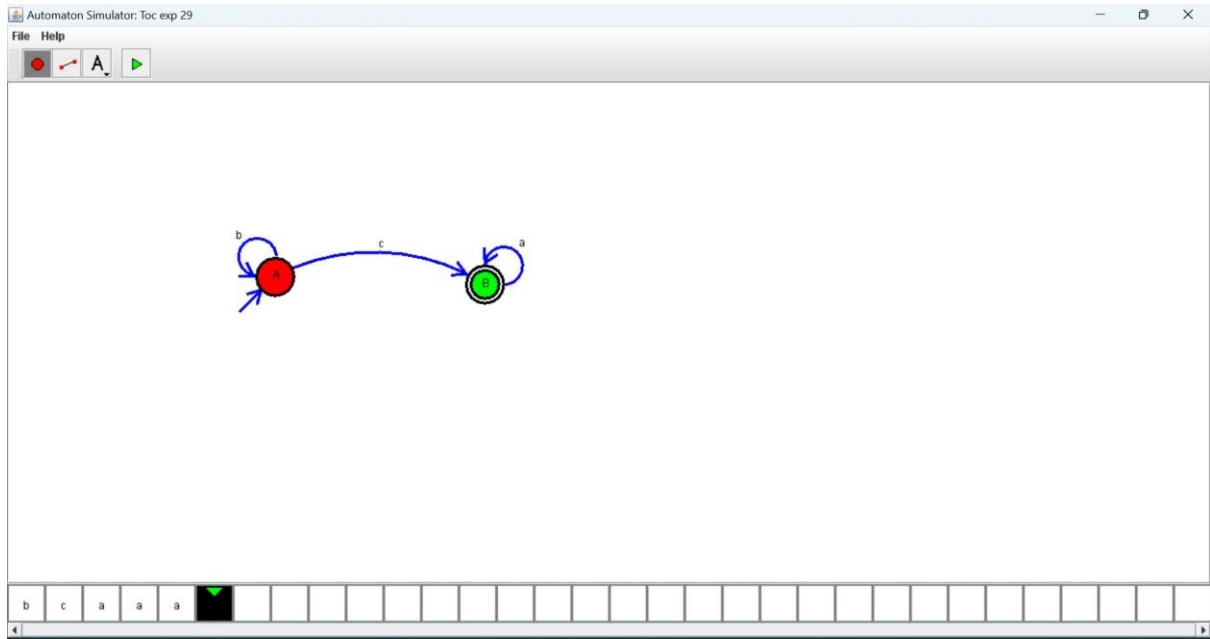 Automaton Simulator: Toc exp 29
File Help
A
b c a
A B
b c a a a